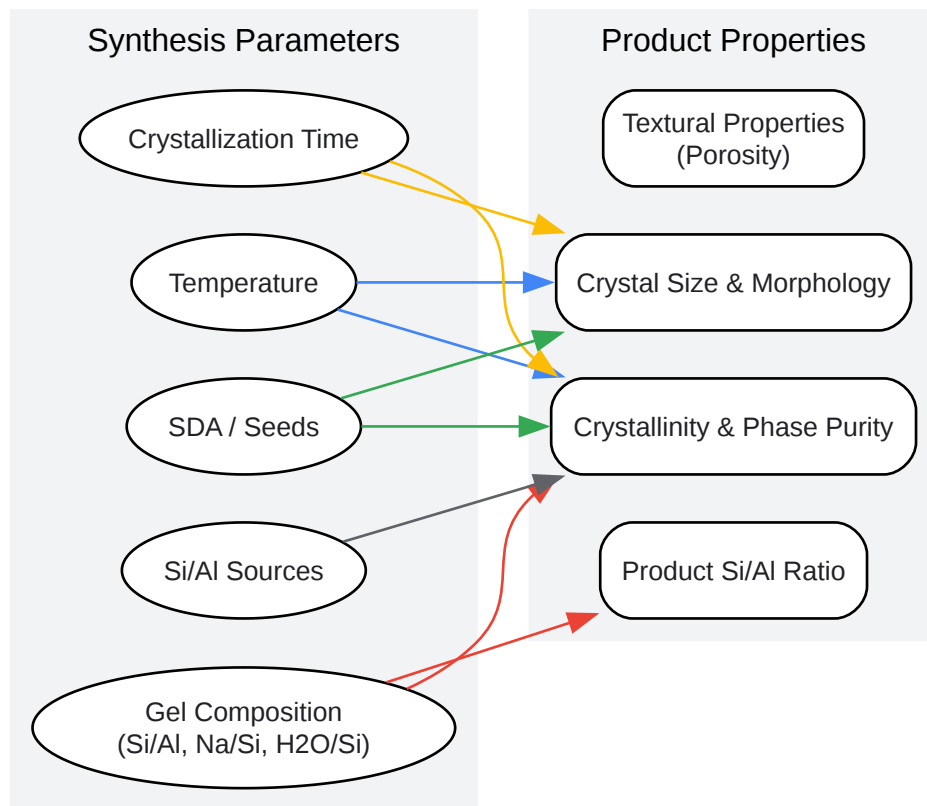 Synthesis Parameters
Crystallization Time
Temperature
SDA / Seeds
Si/Al Sources
Gel Composition
(Si/Al, Na/Si, H2O/Si)
Product Properties
Textural Properties
(Porosity)
Crystal Size & Morphology
Crystallinity & Phase Purity
Product Si/Al Ratio